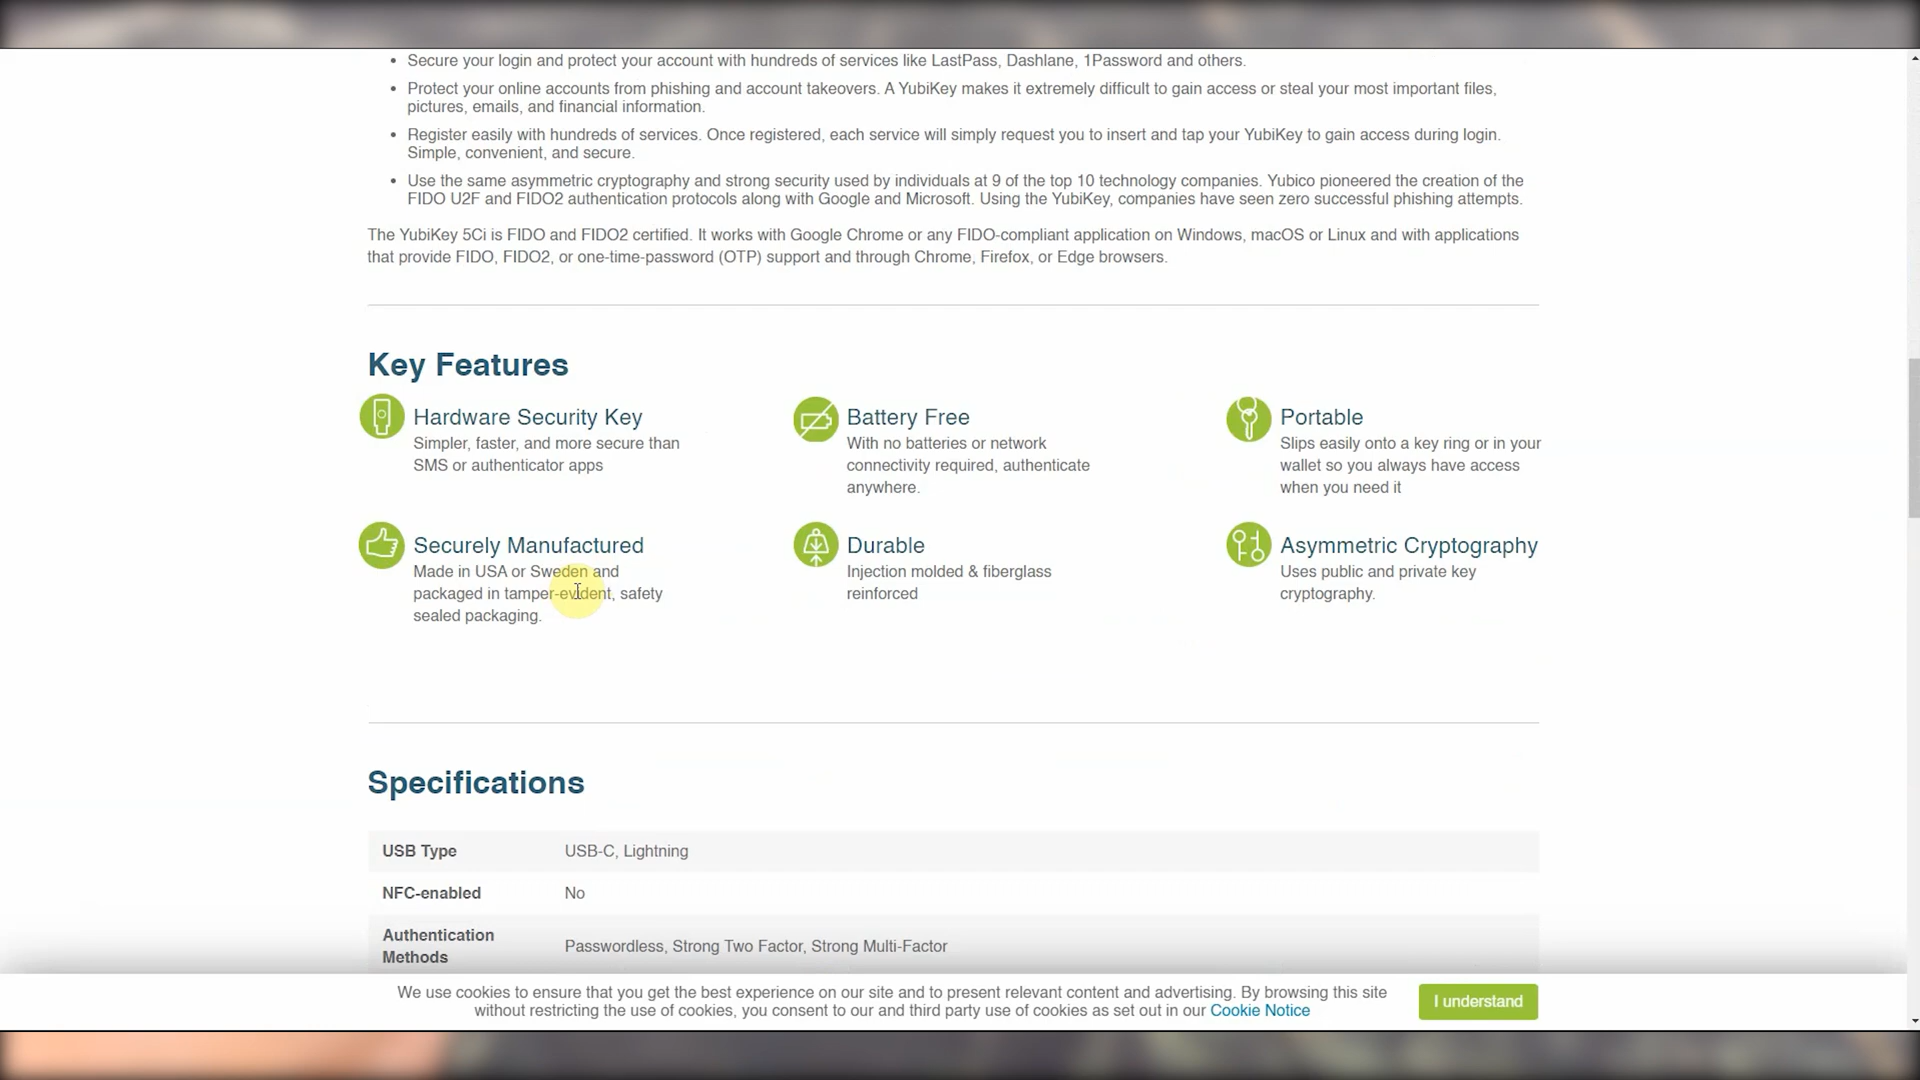 Secure your login and protect your account with hundreds of services like LastPass, Dashlane, 1Password and others.
Protect your online accounts from phishing and account takeovers. A YubiKey makes it extremely difficult to gain access or steal your most important files,
pictures, emails, and financial information.
Register easily with hundreds of services. Once registered, each service will simply request you to insert and tap your YubiKey to gain access during login.
Simple, convenient, and secure.
Use the same asymmetric cryptography and strong security used by individuals at 9 of the top 10 technology companies. Yubico pioneered the creation of the
FIDO U2F and FIDO2 authentication protocols along with Google and Microsoft. Using the YubiKey, companies have seen zero successful phishing attempts.
The YubiKey 5Ci is FIDO and FIDO2 certified. It works with Google Chrome or any FIDO-compliant application on Windows, macOS or Linux and with applications
that provide FIDO, FIDO2, or one-time-password (OTP) support and through Chrome, Firefox, or Edge browsers.
Key Features
Hardware Security Key
Simpler, faster, and more secure than
SMS or authenticator apps
Battery Free
With no batteries or network
connectivity required, authenticate
anywhere.
Portable
Slips easily onto a key ring or in your
wallet so you always have access
when you need it
Securely Manufactured
Made in USA or Sweden and
packaged in tamper-evident, safety
sealed packaging.
Durable
Injection molded & fiberglass
reinforced
Asymmetric Cryptography
Uses public and private key
cryptography.
Specifications
USB Type USB-C, Lightning
NFC-enabled No
Authentication
Methods
Passwordless, Strong Two Factor, Strong Multi-Factor
We use cookies to ensure that you get the best experience on our site and to present relevant content and advertising. By browsing this site
without restricting the use of cookies, you consent to our and third party use of cookies as set out in our Cookie Notice
I understand